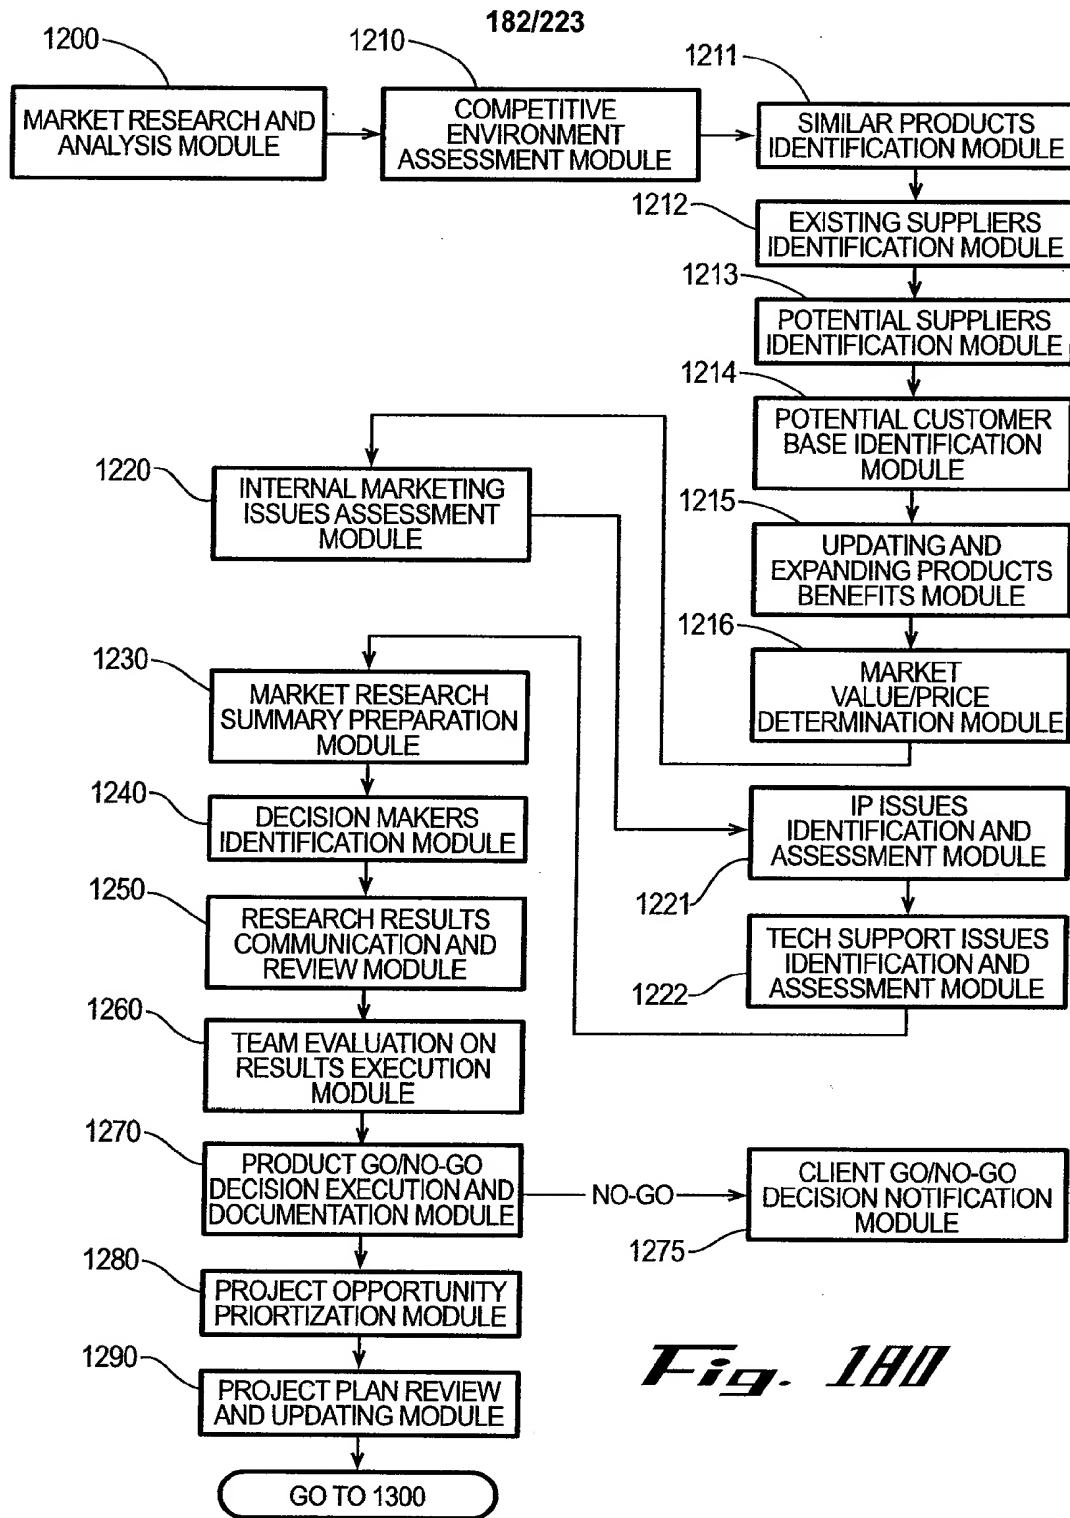 182/223
1200
MARKET RESEARCH AND
ANALYSIS MODULE
1210
COMPETITIVE
ENVIRONMENT
ASSESSMENT MODULE
1211
SIMILAR PRODUCTS
IDENTIFICATION MODULE
1212
EXISTING SUPPLIERS
IDENTIFICATION MODULE
1213
POTENTIAL SUPPLIERS
IDENTIFICATION MODULE
1214
POTENTIAL CUSTOMER
BASE IDENTIFICATION
MODULE
1215
UPDATING AND
EXPANDING PRODUCTS
BENEFITS MODULE
1216
MARKET
VALUE/PRICE
DETERMINATION MODULE
1220
INTERNAL MARKETING
ISSUES ASSESSMENT
MODULE
1221
IP ISSUES
IDENTIFICATION AND
ASSESSMENT MODULE
1222
TECH SUPPORT ISSUES
IDENTIFICATION AND
ASSESSMENT MODULE
1230
MARKET RESEARCH
SUMMARY PREPARATION
MODULE
1240
DECISION MAKERS
IDENTIFICATION MODULE
1250
RESEARCH RESULTS
COMMUNICATION AND
REVIEW MODULE
1260
TEAM EVALUATION ON
RESULTS EXECUTION
MODULE
1270
PRODUCT GO/NO-GO
DECISION EXECUTION AND
DOCUMENTATION MODULE
NO-GO
CLIENT GO/NO-GO
DECISION NOTIFICATION
MODULE
1275
1280
PROJECT OPPORTUNITY
PRIORTIZATION MODULE
1290
PROJECT PLAN REVIEW
AND UPDATING MODULE
GO TO 1300
Fig. 180